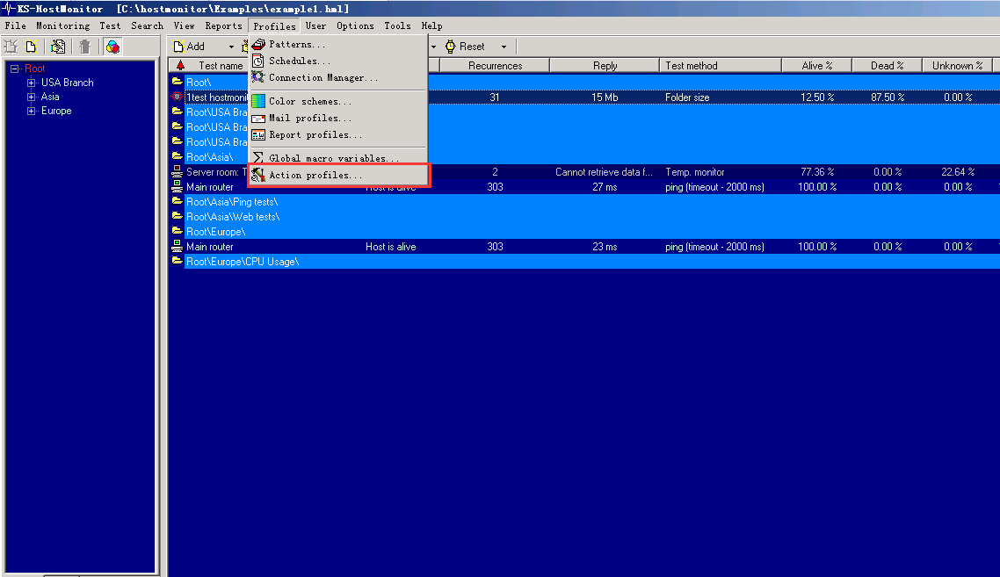 KS-HostMonitor [C:\hostmonitor\Examples\example1.hml]
File Monitoring Test Search View Reports Profiles User Options Tools Help
Add Reset
Patterns...
Schedules...
Connection Manager...
Color schemes...
Mail profiles...
Report profiles...
Global macro variables...
Action profiles...
Root
USA Branch
Asia
Europe
Test name Recurrences Reply Test method Alive % Dead % Unknown %
Root\
1test hostmoni 31 15 Mb Folder size 12.50 % 87.50 % 0.00 %
Root\USA Bra
Root\USA Bra
Root\USA Bra
Root\Asia\
Server room: T 2 Cannot retrieve data f... Temp. monitor 77.36 % 0.00 % 22.64 %
Main router Host is alive 303 27 ms ping (timeout - 2000 ms) 100.00 % 0.00 % 0.00 %
Root\Asia\Ping tests\
Root\Asia\Web tests\
Root\Europe\
Main router Host is alive 303 23 ms ping (timeout - 2000 ms) 100.00 % 0.00 % 0.00 %
Root\Europe\CPU Usage\